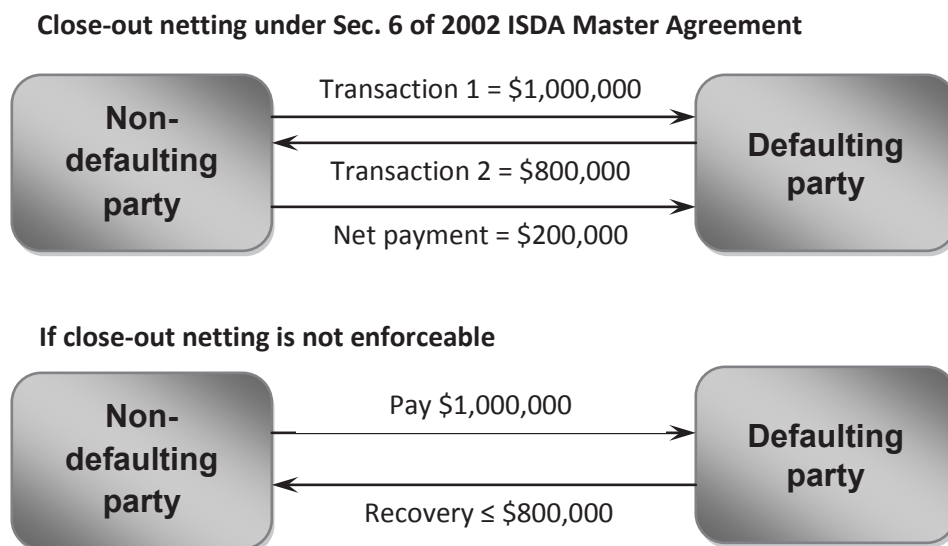 Close-out netting under Sec. 6 of 2002 ISDA Master Agreement
Non-
defaulting
party
Transaction 1 = $1,000,000
Transaction 2 = $800,000
Net payment = $200,000
Defaulting
party
If close-out netting is not enforceable
Non-
defaulting
party
Pay $1,000,000
Recovery ≤ $800,000
Defaulting
party